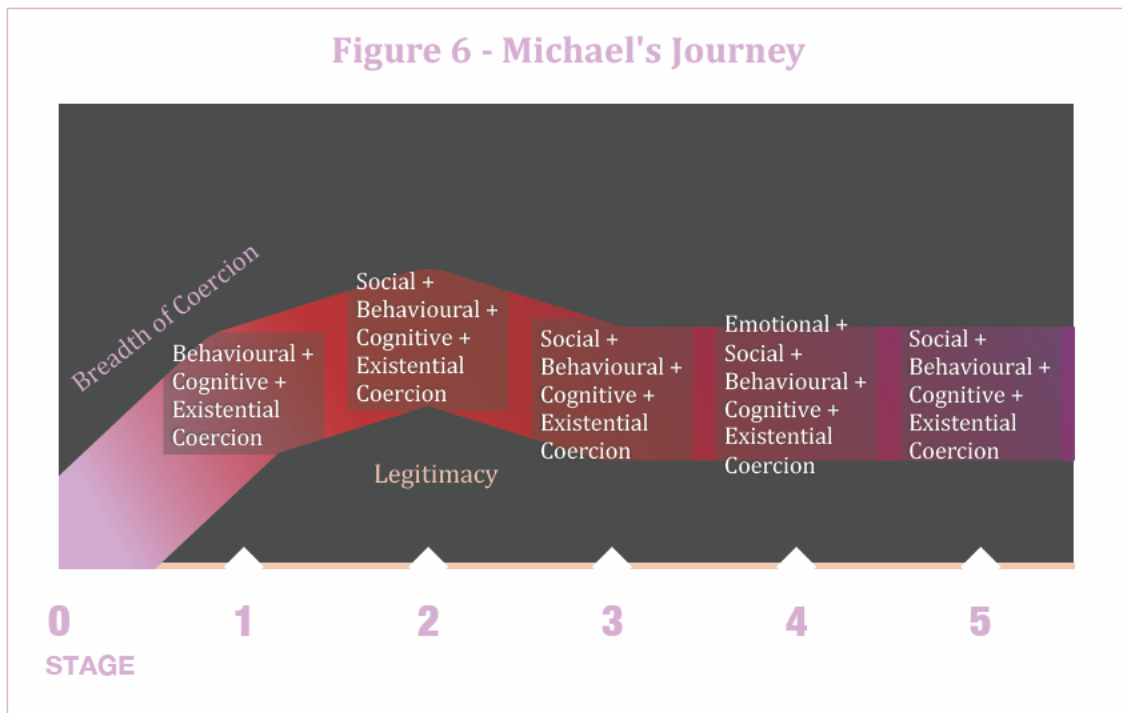 Figure 6 - Michael's Journey
Breadth of Coercion
Behavioural +
Cognitive +
Existential
Coercion
Social +
Behavioural +
Cognitive +
Existential
Coercion
Social +
Behavioural +
Cognitive +
Existential
Coercion
Emotional +
Social +
Behavioural +
Cognitive +
Existential
Coercion
Social +
Behavioural +
Cognitive +
Existential
Coercion
Legitimacy
0 1 2 3 4 5
STAGE